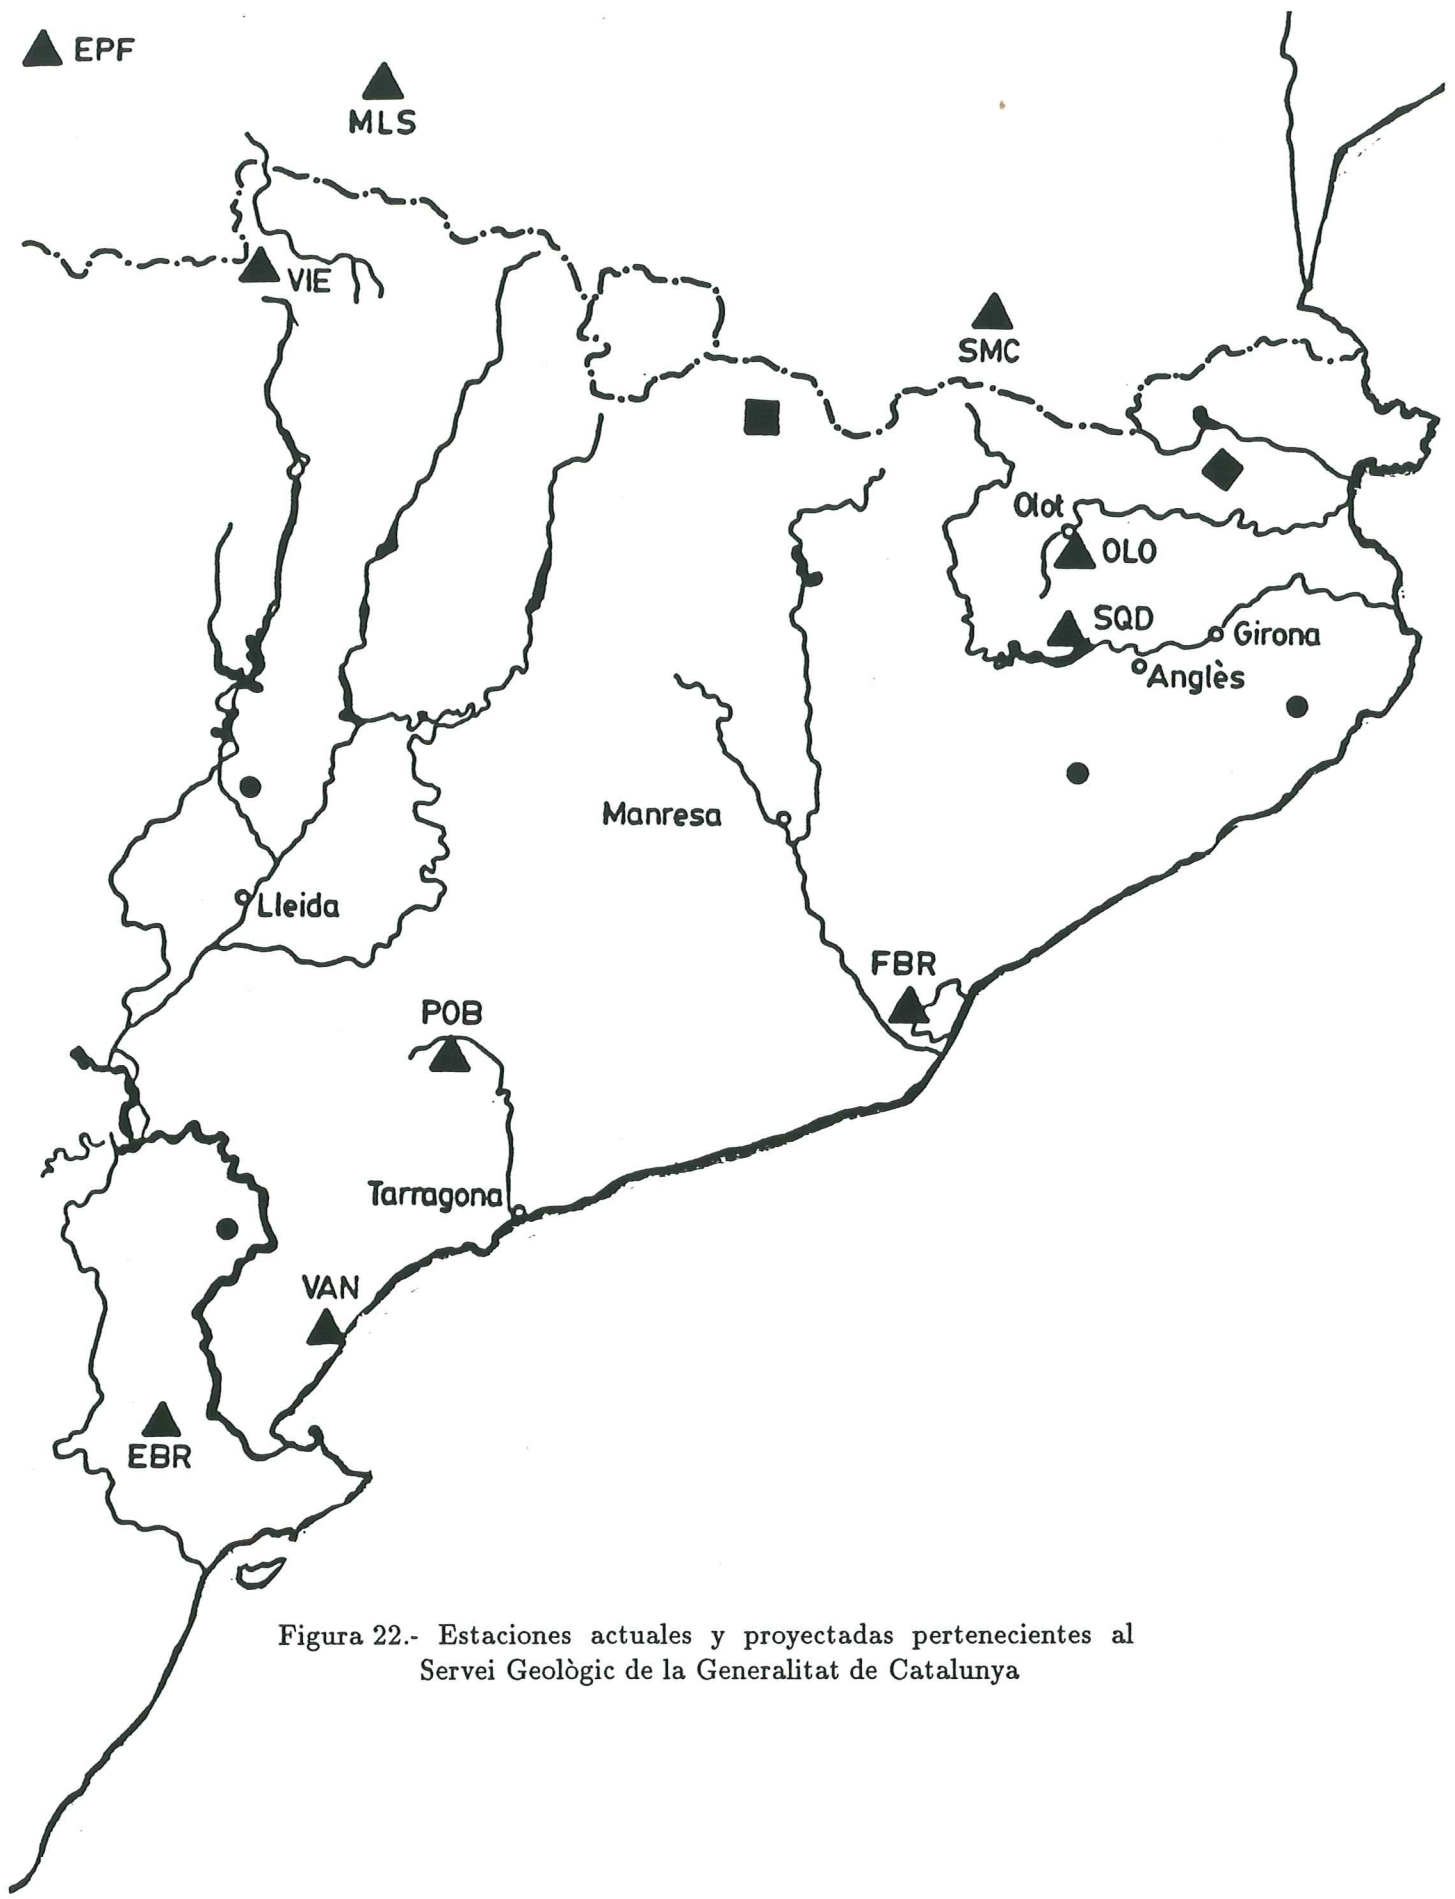 EPF
MLS
VIE
SMC
Olot
OLO
SQD
Girona
Anglès
Manresa
Lleida
FBR
POB
Tarragona
VAN
EBR
Figura 22.- Estaciones actuales y proyectadas pertenecientes al
Servei Geològic de la Generalitat de Catalunya